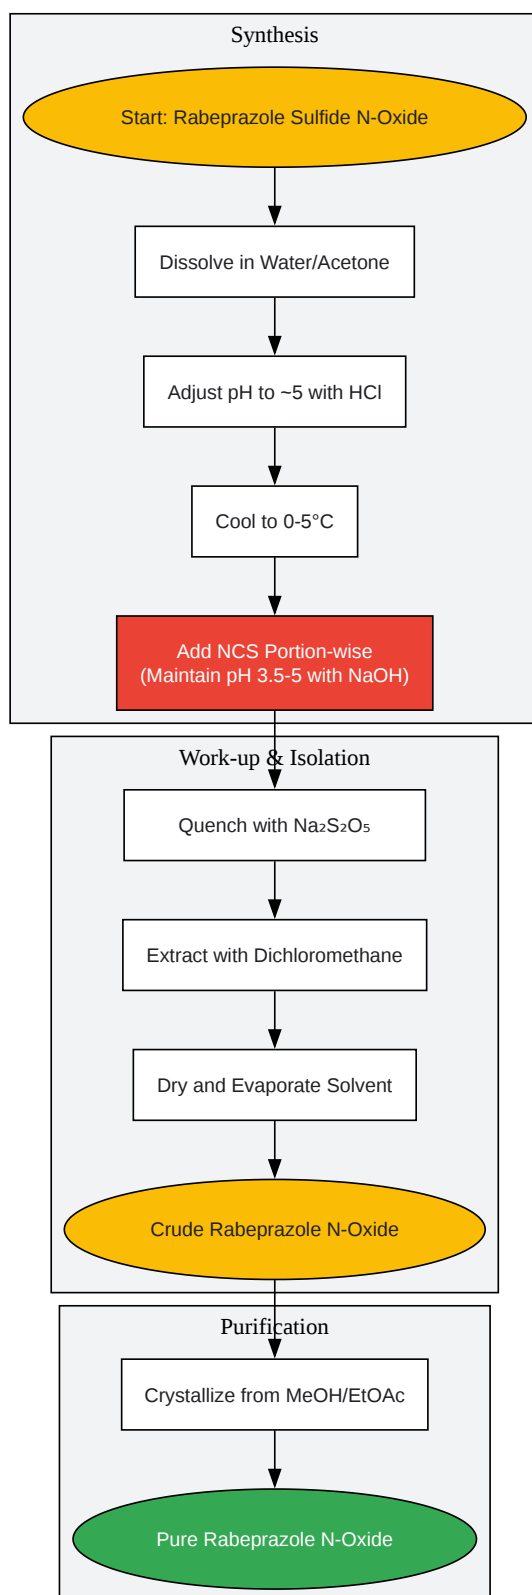 Synthesis
Start: Rabeprazole Sulfide N-Oxide
Dissolve in Water/Acetone
Adjust pH to ~5 with HCl
Cool to 0-5°C
Add NCS Portion-wise
(Maintain pH 3.5-5 with NaOH)
Work-up & Isolation
Quench with Na₂S₂O₅
Extract with Dichloromethane
Dry and Evaporate Solvent
Crude Rabeprazole N-Oxide
Purification
Crystallize from MeOH/EtOAc
Pure Rabeprazole N-Oxide